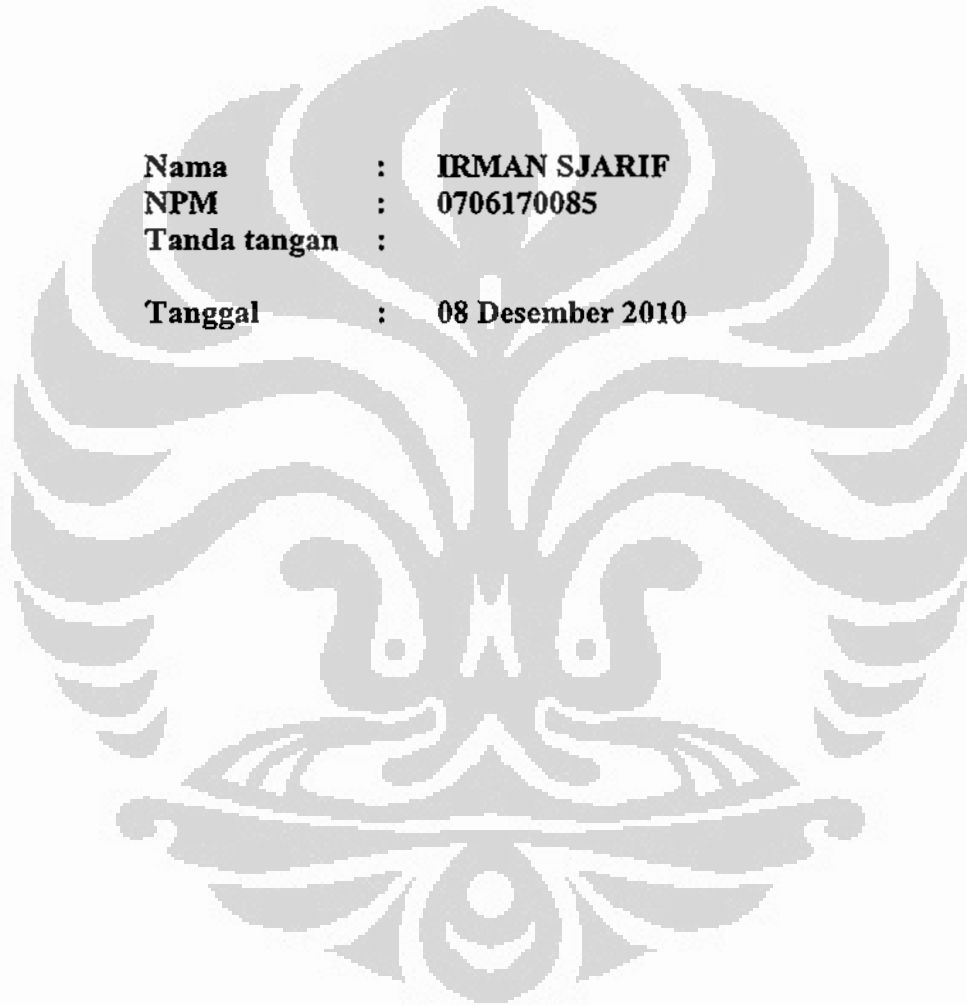 Nama : IRMAN SJARIF
NPM : 0706170085
Tanda tangan :
Tanggal : 08 Desember 2010